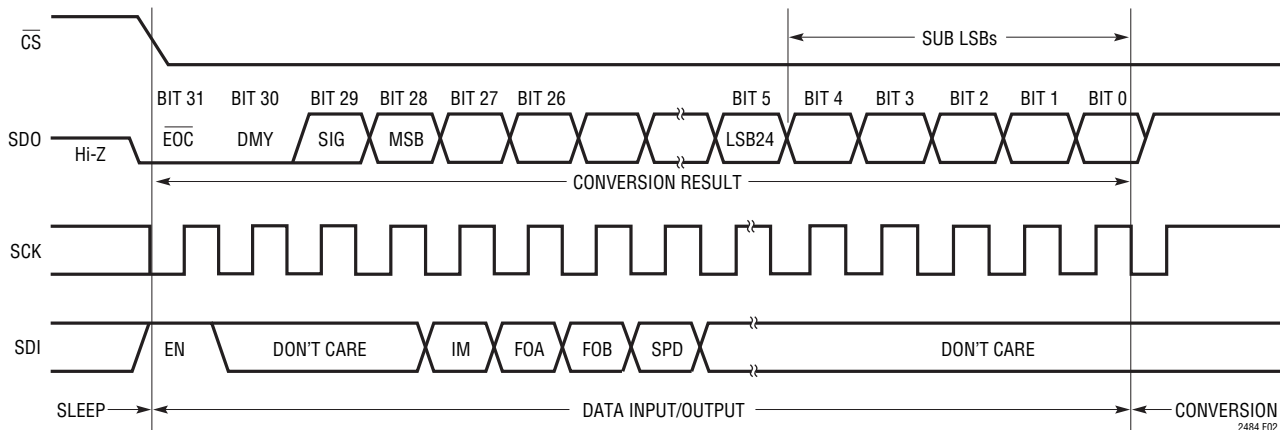 CS
SUB LSBs
BIT 31 BIT 30 BIT 29 BIT 28 BIT 27 BIT 26 BIT 5 BIT 4 BIT 3 BIT 2 BIT 1 BIT 0
SDO Hi-Z EOC DMY SIG MSB LSB24
CONVERSION RESULT
SCK
SDI EN DON'T CARE IM FOA FOB SPD DON'T CARE
SLEEP DATA INPUT/OUTPUT CONVERSION
2484 F02